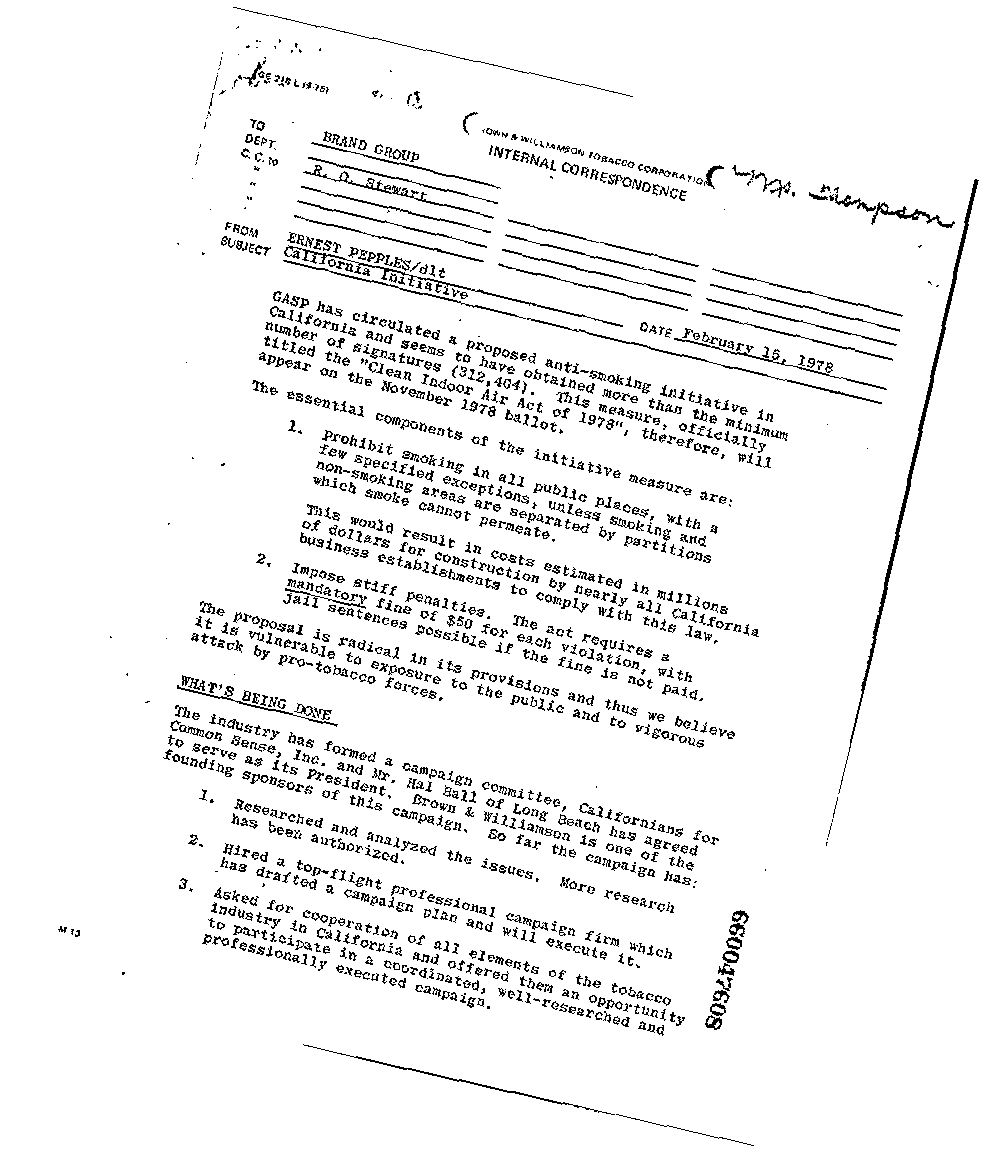 INTERNAL CORRESPONDENCE
WILLIAMSON TOBACCO CORPORATION
Thompson
TO BRAND GROUP
DEPT.
C. C. TO R. O. Stewart
"
"
"
FROM ERNEST PEPPLES/dlt
SUBJECT California Initiative
DATE February 15, 1978
GASP has circulated a proposed anti-smoking initiative in
California and seems to have obtained more than the minimum
number of signatures (312,404). This measure, officially
titled the "Clean Indoor Air Act of 1978", therefore, will
appear on the November 1978 ballot.
The essential components of the initiative measure are:
1. Prohibit smoking in all public places, with a
few specified exceptions, unless smoking and
non-smoking areas are separated by partitions
which smoke cannot permeate.
This would result in costs estimated in millions
of dollars for construction by nearly all California
business establishments to comply with this law.
2. Impose stiff penalties. The act requires a
mandatory fine of $50 for each violation, with
jail sentences possible if the fine is not paid.
The proposal is radical in its provisions and thus we believe
it is vulnerable to exposure to the public and to vigorous
attack by pro-tobacco forces.
WHAT'S BEING DONE
The industry has formed a campaign committee, Californians for
Common Sense, Inc. and Mr. Hal Ball of Long Beach has agreed
to serve as its President. Brown & Williamson is one of the
founding sponsors of this campaign. So far the campaign has:
1. Researched and analyzed the issues. More research
has been authorized.
2. Hired a top-flight professional campaign firm which
has drafted a campaign plan and will execute it.
3. Asked for cooperation of all elements of the tobacco
industry in California and offered them an opportunity
to participate in a coordinated, well-researched and
professionally executed campaign.
M 13
660047608